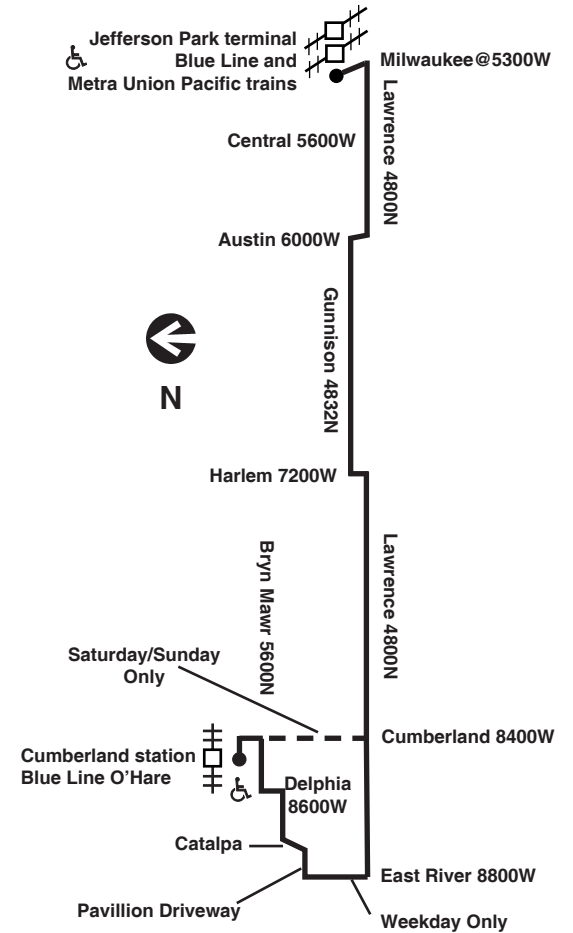 Jefferson Park terminal
Blue Line and
Metra Union Pacific trains
Milwaukee@5300W
Lawrence 4800N
Central 5600W
Austin 6000W
Gunnison 4832N
N
Harlem 7200W
Bryn Mawr 5600N
Lawrence 4800N
Saturday/Sunday
Only
Cumberland 8400W
Cumberland station
Blue Line O'Hare
Delphia
8600W
Catalpa
East River 8800W
Pavillion Driveway
Weekday Only